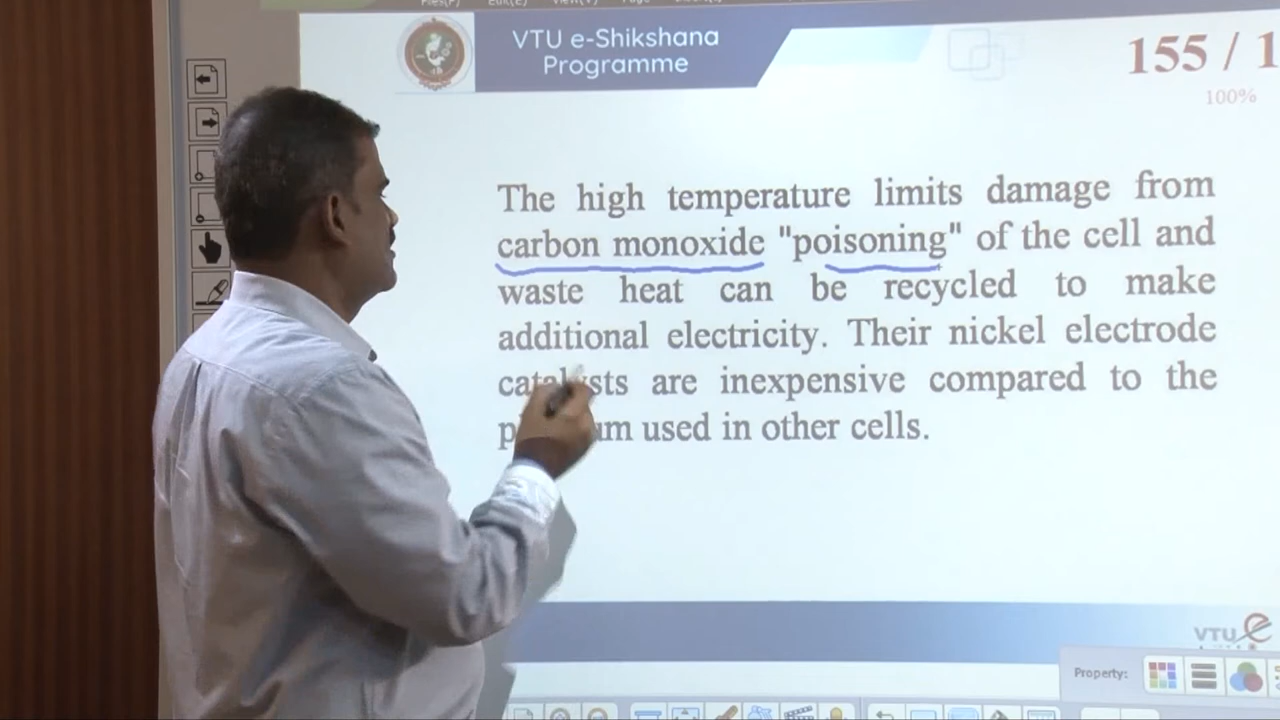 VTU e-Shikshana
Programme
155 / 1
100%
The high temperature limits damage from
carbon monoxide "poisoning" of the cell and
waste heat can be recycled to make
additional electricity. Their nickel electrode
catalysts are inexpensive compared to the
used in other cells.
VTU e
Property: